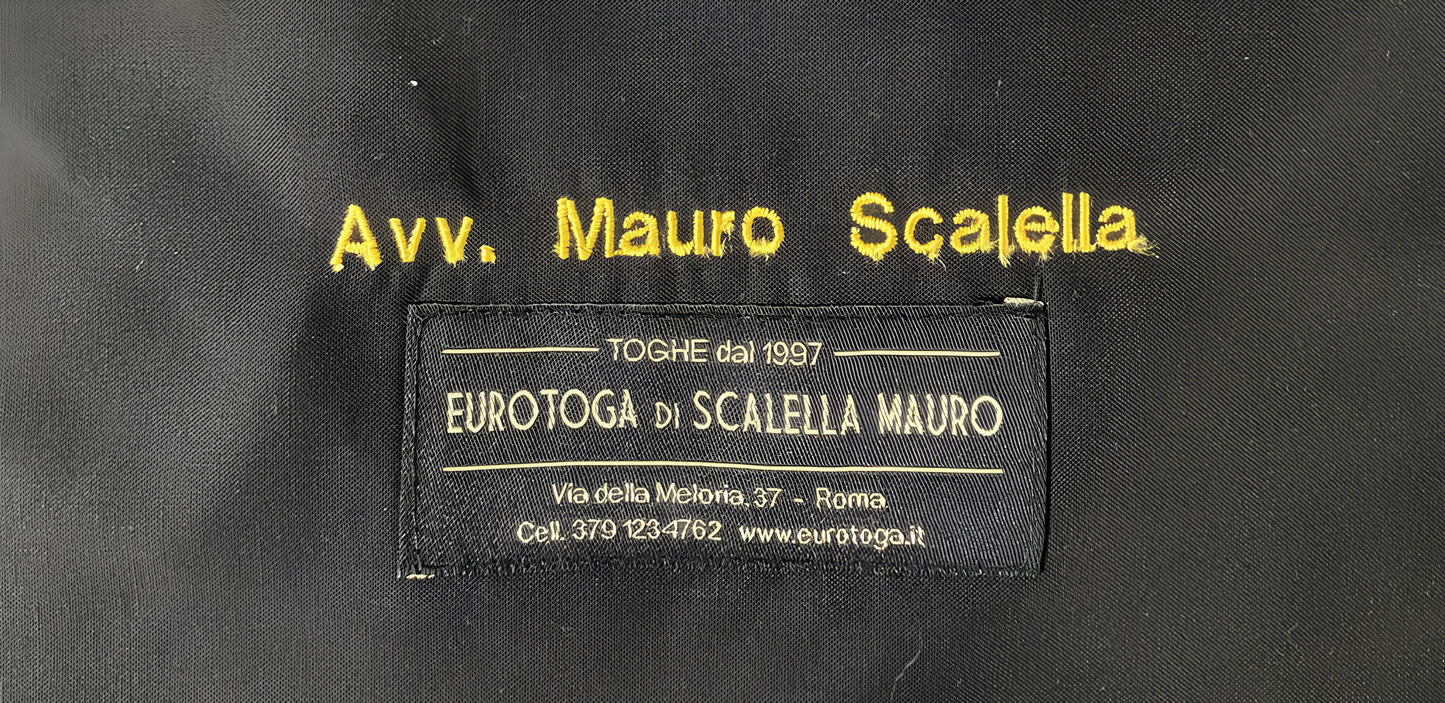 Avv. Mauro Scalella
TOGHE dal 1997
EUROTOGA DI SCALELLA MAURO
Via della Meloria, 37 - Roma
Cell. 379 1234762 www.eurotoga.it